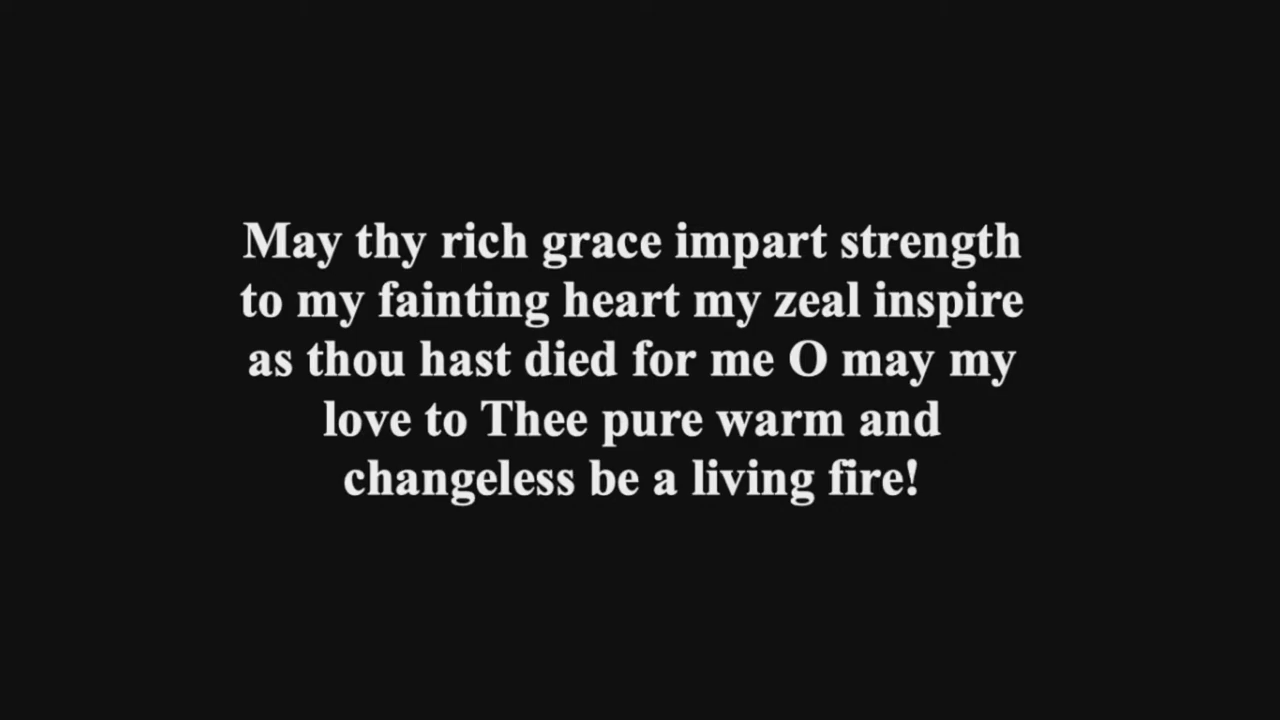 May thy rich grace impart strength
to my fainting heart my zeal inspire
as thou hast died for me O may my
love to Thee pure warm and
changeless be a living fire!